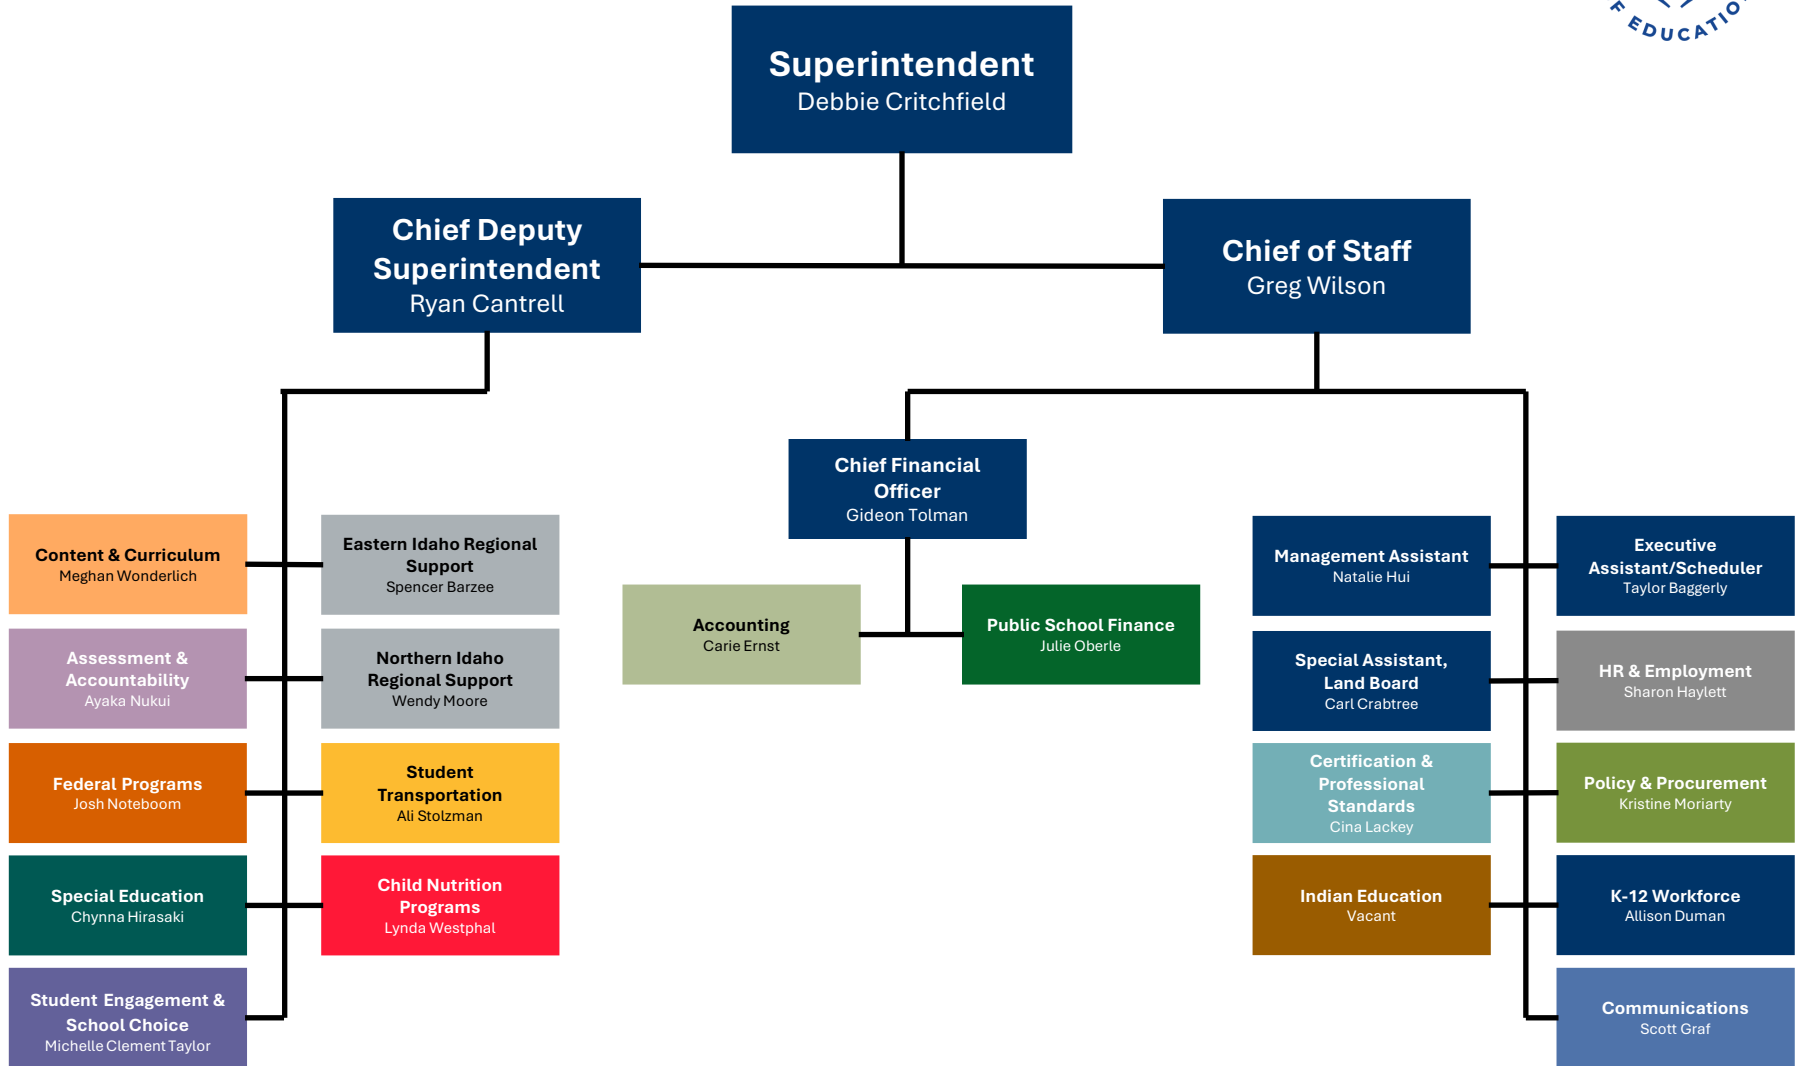 F EDUCATIO
Superintendent
Debbie Critchfield
Chief Deputy
Superintendent
Ryan Cantrell
Chief of Staff
Greg Wilson
Chief Financial
Officer
Gideon Tolman
Accounting
Carie Ernst
Public School Finance
Julie Oberle
Content & Curriculum
Meghan Wonderlich
Eastern Idaho Regional
Support
Spencer Barzee
Assessment &
Accountability
Ayaka Nukui
Northern Idaho
Regional Support
Wendy Moore
Federal Programs
Josh Noteboom
Student
Transportation
Ali Stolzman
Special Education
Chynna Hirasaki
Child Nutrition
Programs
Lynda Westphal
Student Engagement &
School Choice
Michelle Clement Taylor
Management Assistant
Natalie Hui
Executive
Assistant/Scheduler
Taylor Baggerly
Special Assistant,
Land Board
Carl Crabtree
HR & Employment
Sharon Haylett
Certification &
Professional
Standards
Cina Lackey
Policy & Procurement
Kristine Moriarty
Indian Education
Vacant
K-12 Workforce
Allison Duman
Communications
Scott Graf